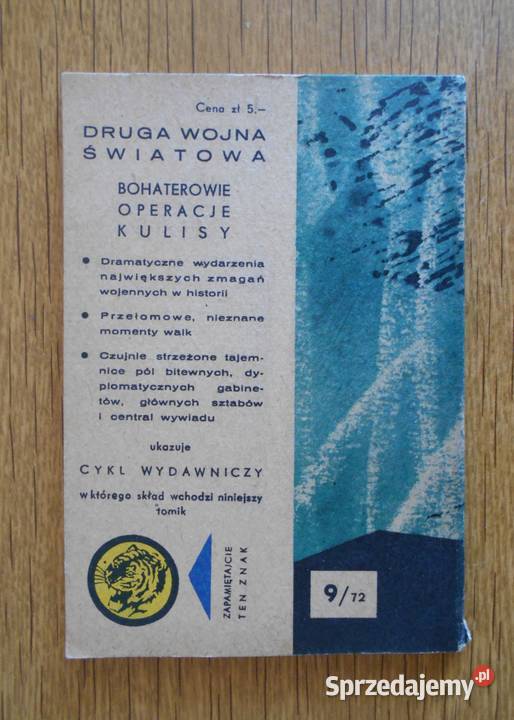 Cena zł 5.—
DRUGA WOJNA
ŚWIATOWA
BOHATEROWIE
OPERACJE
KULISY
• Dramatyczne wydarzenia
największych zmagań
wojennych w historii
• Przełomowe, nieznane
momenty walk
• Czujnie strzeżone tajem-
nice pól bitewnych, dy-
plomatycznych gabine-
tów, głównych sztabów
i central wywiadu
ukazuje
CYKL WYDAWNICZY
w którego skład wchodzi niniejszy
tomik
ZAPAMIĘTAJCIE
TEN ZNAK
9/72
Sprzedajemy.pl